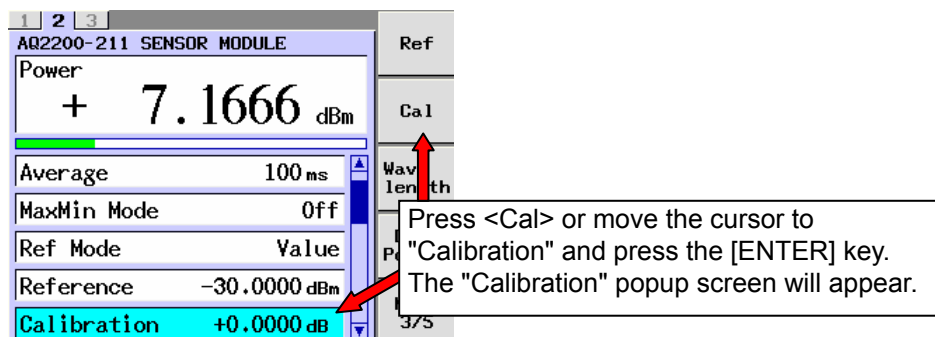 1 2 3
AQ2200-211 SENSOR MODULE
Power
+ 7.1666 dBm
Average 100 ms
MaxMin Mode Off
Ref Mode Value
Reference -30.0000 dBm
Calibration +0.0000 dB
Ref
Cal
Press <Cal> or move the cursor to
"Calibration" and press the [ENTER] key.
The "Calibration" popup screen will appear.
3/5